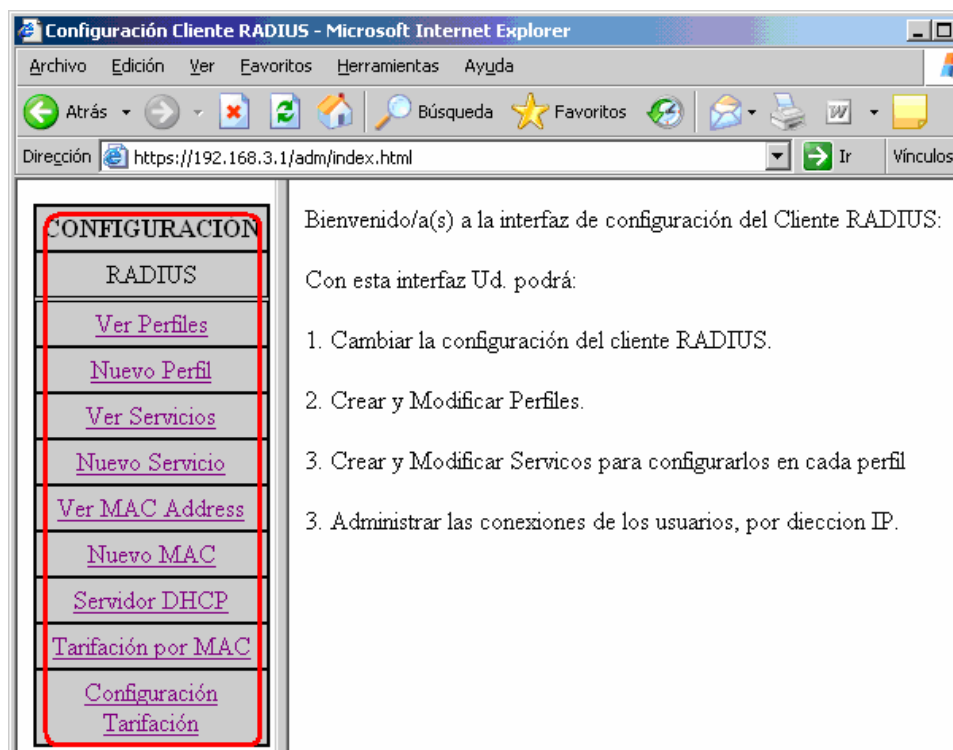 Configuración Cliente RADIUS - Microsoft Internet Explorer
Archivo Edición Ver Favoritos Herramientas Ayuda
Atrás Búsqueda Favoritos W
Dirección https://192.168.3.1/adm/index.html Ir Vínculos
CONFIGURACIÓN
RADIUS
Ver Perfiles
Nuevo Perfil
Ver Servicios
Nuevo Servicio
Ver MAC Address
Nuevo MAC
Servidor DHCP
Tarifación por MAC
Configuración
Tarifación
Bienvenido/a(s) a la interfaz de configuración del Cliente RADIUS:
Con esta interfaz Ud. podrá:
1. Cambiar la configuración del cliente RADIUS.
2. Crear y Modificar Perfiles.
3. Crear y Modificar Servicos para configurarlos en cada perfil
3. Administrar las conexiones de los usuarios, por dieccion IP.